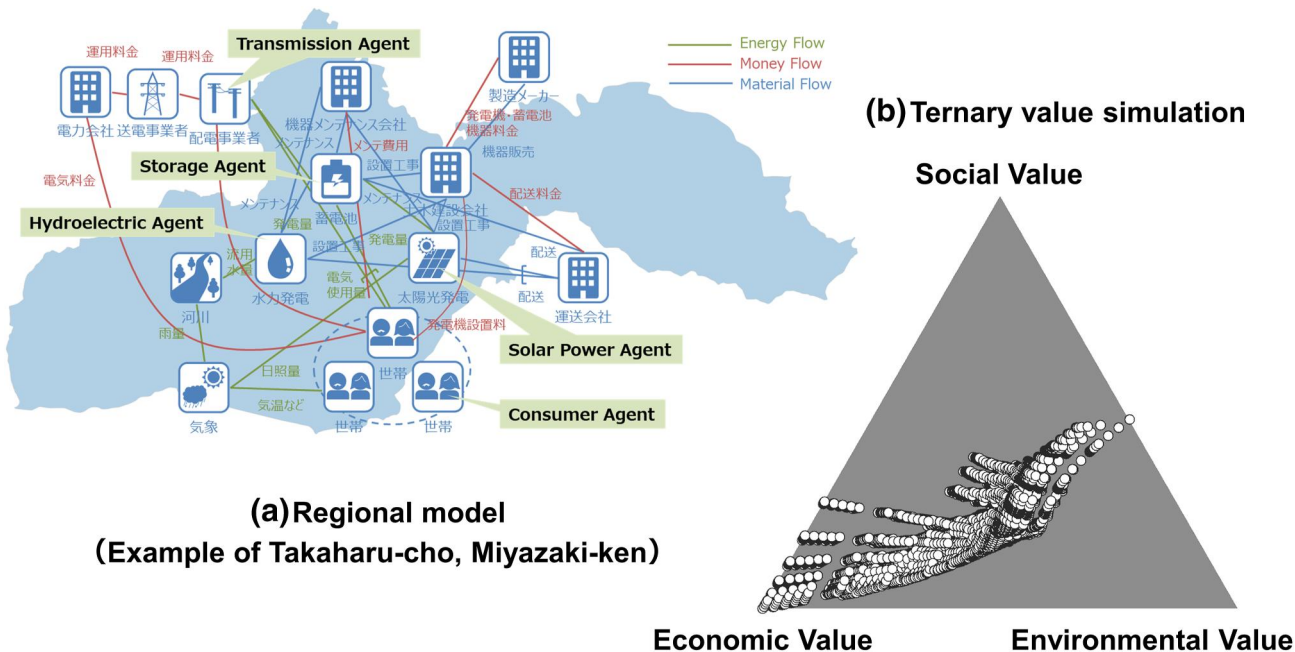 Transmission Agent
Energy Flow
Money Flow
Material Flow
運用料金
運用料金
電力会社
送電事業者
配電事業者
機器メンテナンス会社
製造メーカー
発電機・蓄電池
機器料金
機器販売
メンテナンス
メンテ費用
設置工事
Storage Agent
電気料金
メンテナンス
メンテナンス
蓄電池
土木建設会社
設置工事
配送料金
Hydroelectric Agent
発電量
設置工事
発電量
配送
流用
水量
水力発電
電気
使用量
太陽光発電
配送
運送会社
河川
雨量
発電機設置料
Solar Power Agent
日照量
世帯
気温など
気象
世帯
世帯
Consumer Agent
(a) Regional model
（Example of Takaharu-cho, Miyazaki-ken）
(b) Ternary value simulation
Social Value
Economic Value
Environmental Value